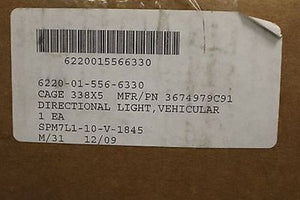 6220015566330
6220-01-556-6330
CAGE 338X5 MFR/PN 3674979C91
DIRECTIONAL LIGHT,VEHICULAR
1 EA
SPM7L1-10-V-1845
M/31 12/09